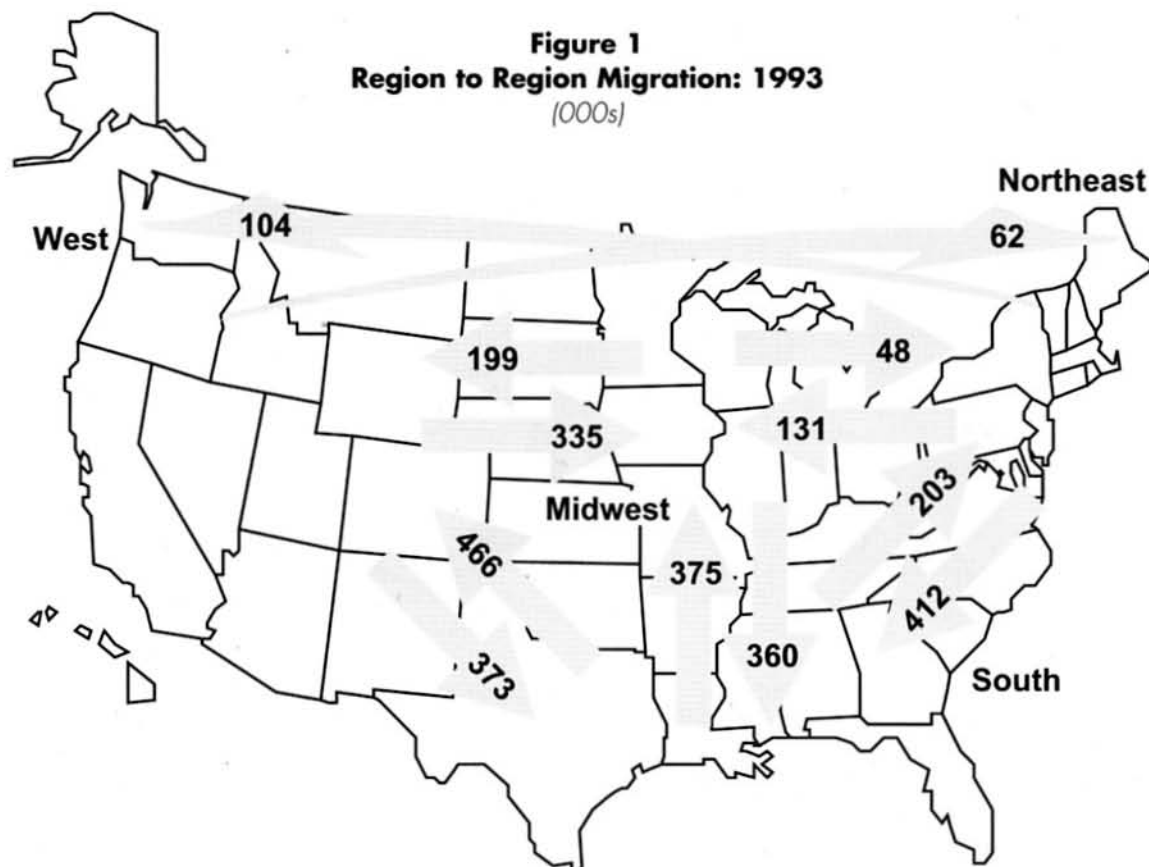 Figure 1
Region to Region Migration: 1993
(000s)
Northeast
West
104
62
199
48
335
131
Midwest
203
466
375
412
360
373
South